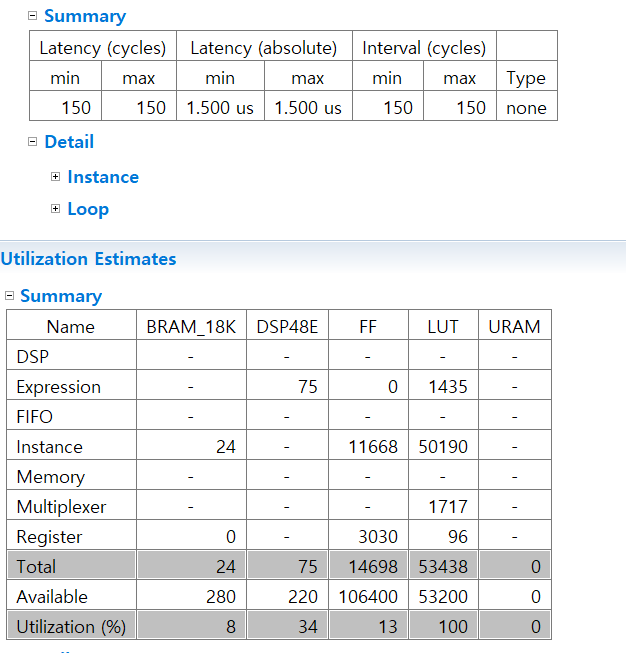 Summary
Latency (cycles) Latency (absolute) Interval (cycles)
min max min max min max Type
150 150 1.500 us 1.500 us 150 150 none
Detail
Instance
Loop
Utilization Estimates
Summary
Name BRAM_18K DSP48E FF LUT URAM
DSP - - - - -
Expression - 75 0 1435 -
FIFO - - - - -
Instance 24 - 11668 50190 -
Memory - - - - -
Multiplexer - - - 1717 -
Register 0 - 3030 96 -
Total 24 75 14698 53438 0
Available 280 220 106400 53200 0
Utilization (%) 8 34 13 100 0